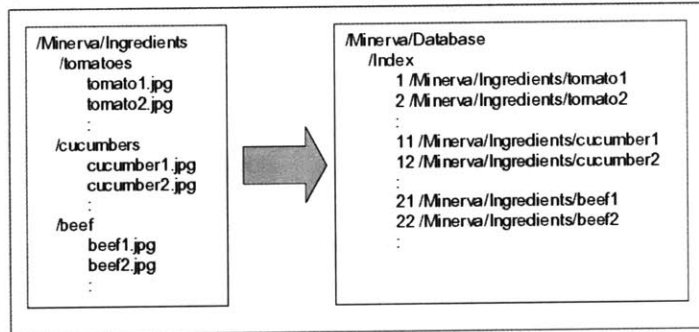 /Minerva/Ingredients
/tomatoes
tomato1.jpg
tomato2.jpg
:
/cucumbers
cucumber1.jpg
cucumber2.jpg
:
/beef
beef1.jpg
beef2.jpg
:
/Minerva/Database
/Index
1 /Minerva/Ingredients/tomato1
2 /Minerva/Ingredients/tomato2
:
11 /Minerva/Ingredients/cucumber1
12 /Minerva/Ingredients/cucumber2
:
21 /Minerva/Ingredients/beef1
22 /Minerva/Ingredients/beef2
: